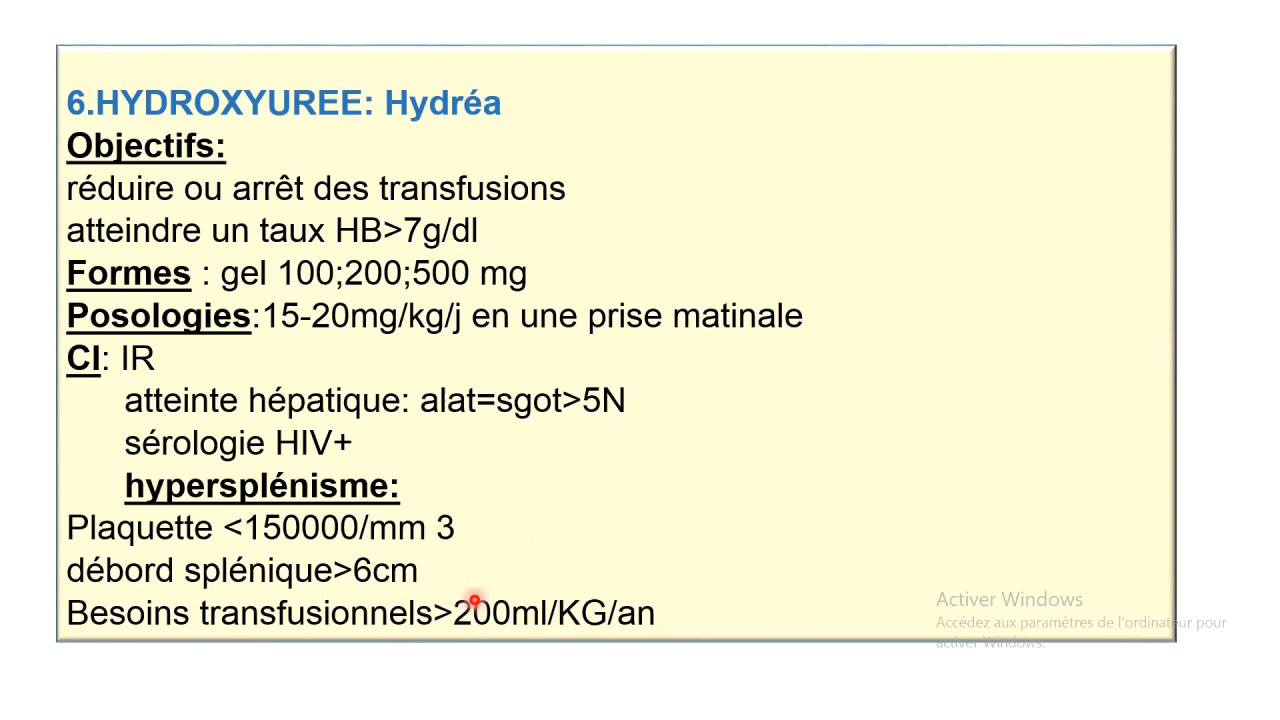 6.HYDROXYUREE: Hydréa
Objectifs:
réduire ou arrêt des transfusions
atteindre un taux HB>7g/dl
Formes : gel 100;200;500 mg
Posologies:15-20mg/kg/j en une prise matinale
CI: IR
atteinte hépatique: alat=sgot>5N
sérologie HIV+
hypersplénisme:
Plaquette <150000/mm 3
débord splénique>6cm
Besoins transfusionnels>200ml/KG/an
Activer Windows
Accédez aux paramètres de l'ordinateur pour
activer Windows.